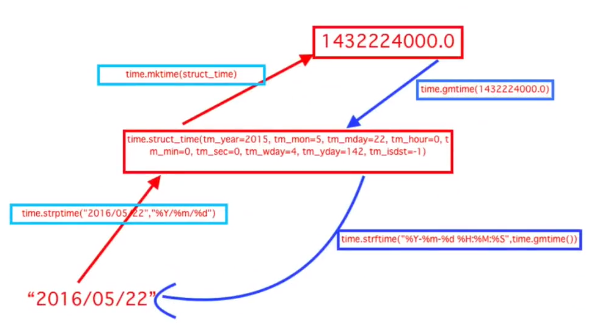 1432224000.0
time.mktime(struct_time)
time.gmtime(1432224000.0)
time.struct_time(tm_year=2015, tm_mon=5, tm_mday=22, tm_hour=0, t
m_min=0, tm_sec=0, tm_wday=4, tm_yday=142, tm_isdst=-1)
time.strptime("2016/05/22","%Y/%m/%d")
time.strftime("%Y-%m-%d %H:%M:%S",time.gmtime())
“2016/05/22”